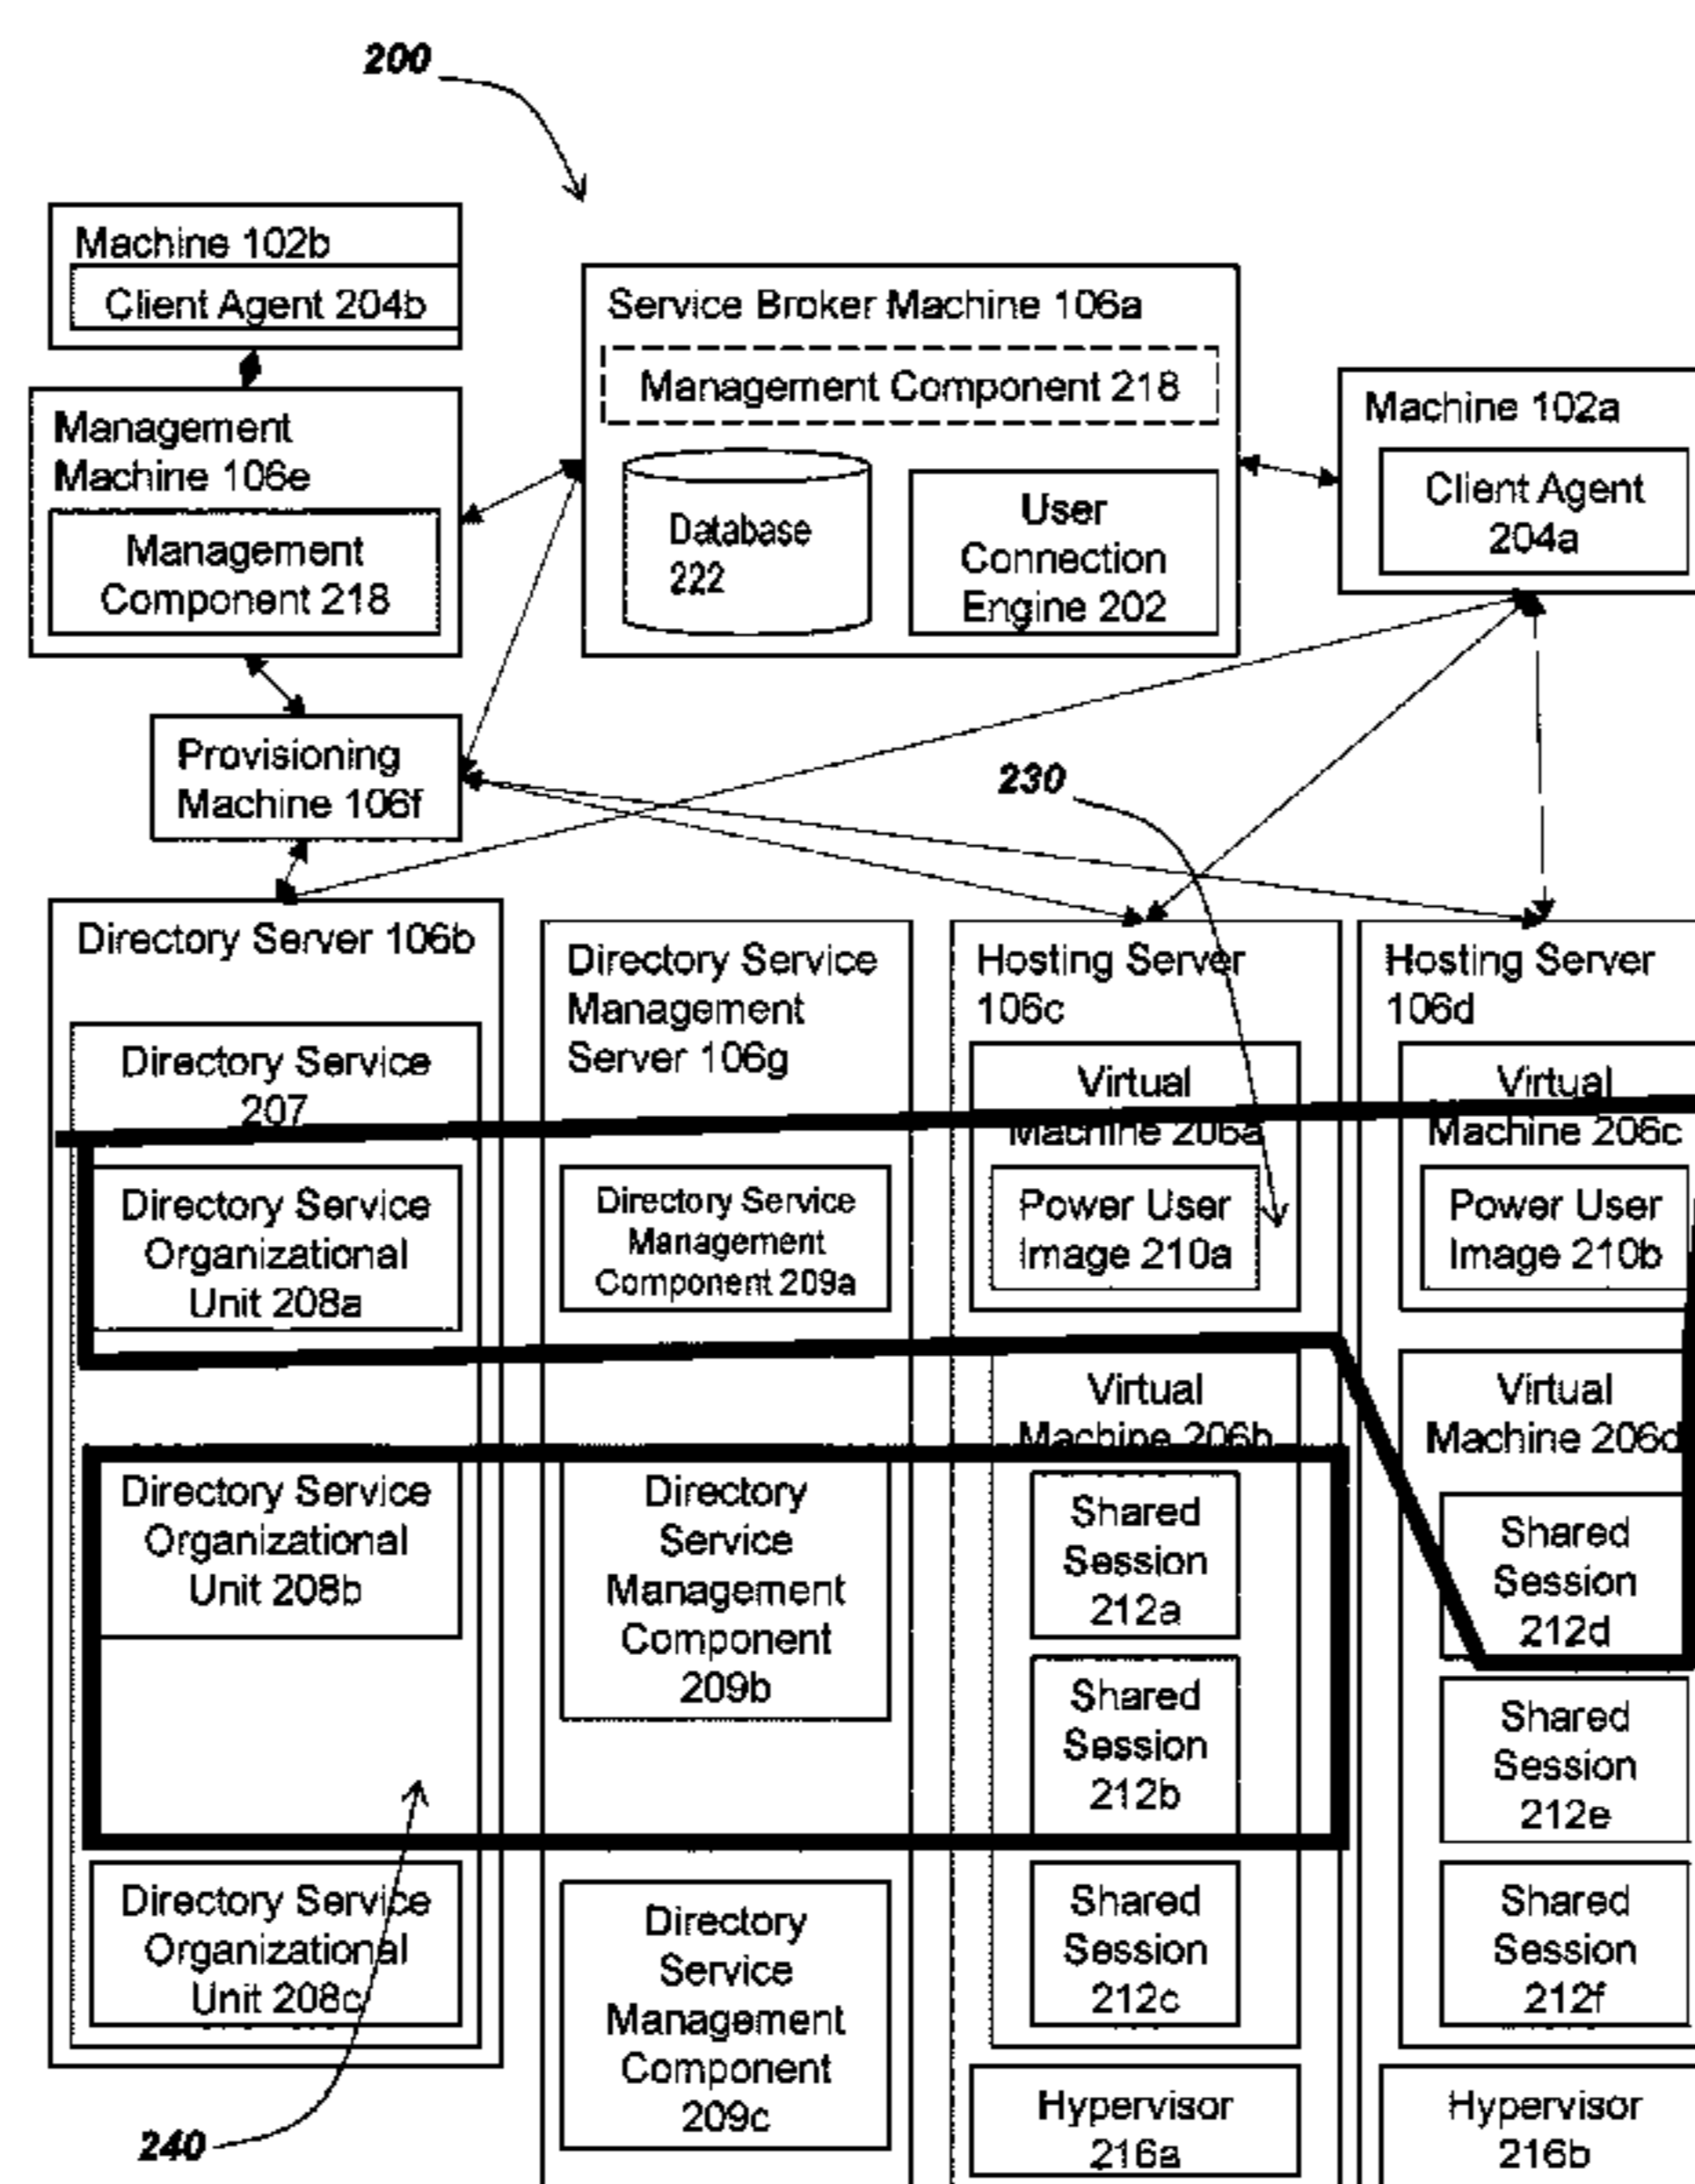 200
Machine 102b
Client Agent 204b
Service Broker Machine 106a
Management Component 218
Database
222
User
Connection
Engine 202
Machine 102a
Client Agent
204a
Management
Machine 106e
Management
Component 218
Provisioning
Machine 106f
230
Directory Server 106b
Directory Service
207
Directory Service
Organizational
Unit 208a
Directory Service
Organizational
Unit 208b
Directory Service
Organizational
Unit 208c
240
Directory Service
Management
Server 106g
Directory Service
Management
Component 209a
Directory
Service
Management
Component
209b
Directory
Service
Management
Component
209c
Hosting Server
106c
Virtual
Machine 206a
Power User
Image 210a
Virtual
Machine 206b
Shared
Session
212a
Shared
Session
212b
Shared
Session
212c
Hypervisor
216a
Hosting Server
106d
Virtual
Machine 206c
Power User
Image 210b
Virtual
Machine 206d
Shared
Session
212d
Shared
Session
212e
Shared
Session
212f
Hypervisor
216b